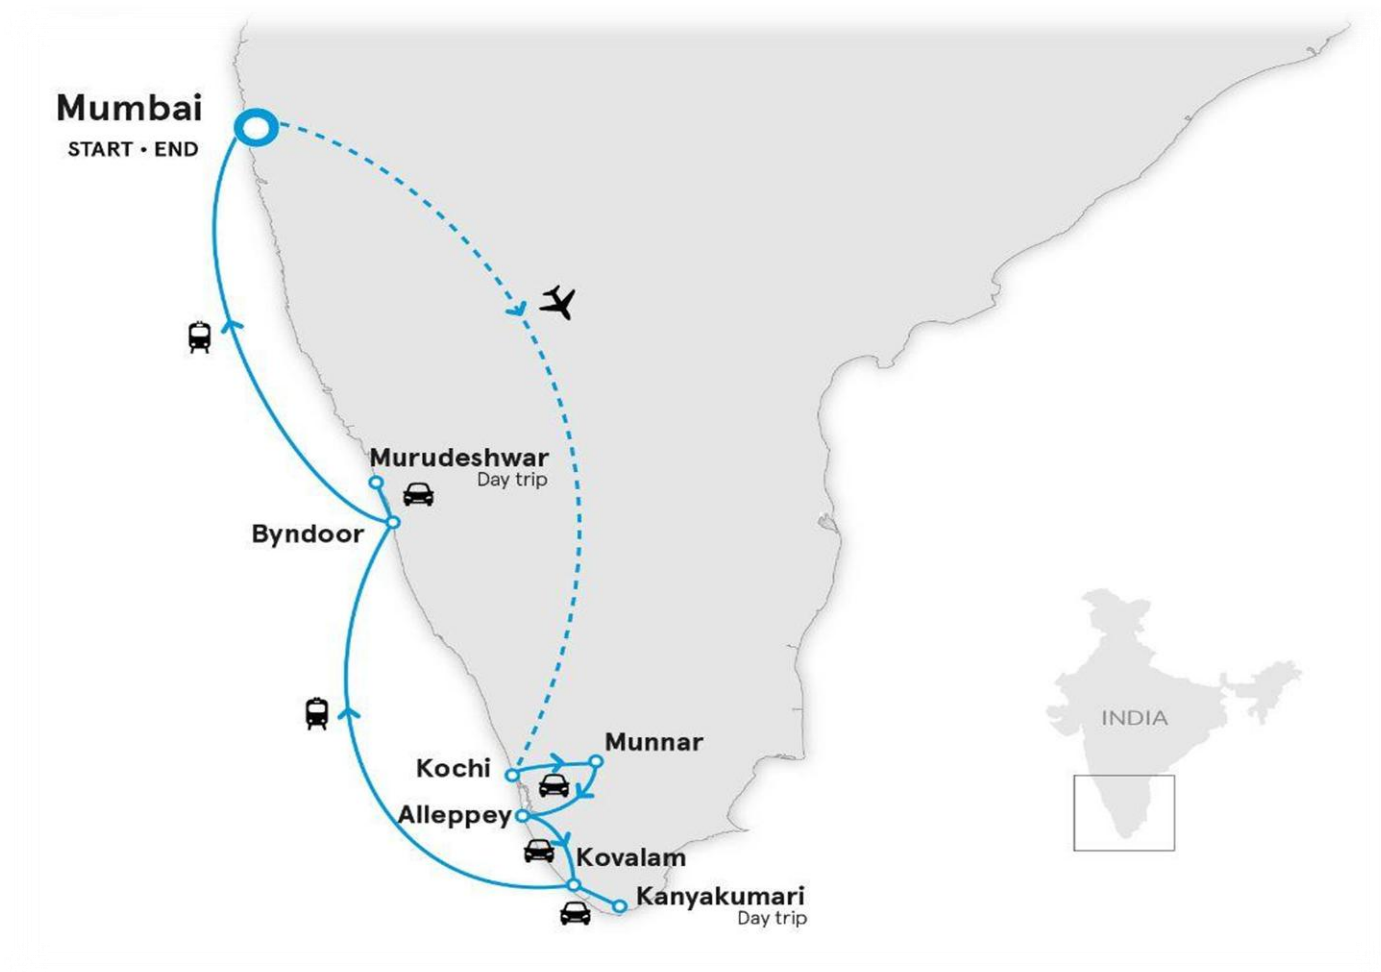 Mumbai
START • END
Murudeshwar
Day trip
Byndoor
Munnar
Kochi
Alleppey
Kovalam
Kanyakumari
Day trip
INDIA